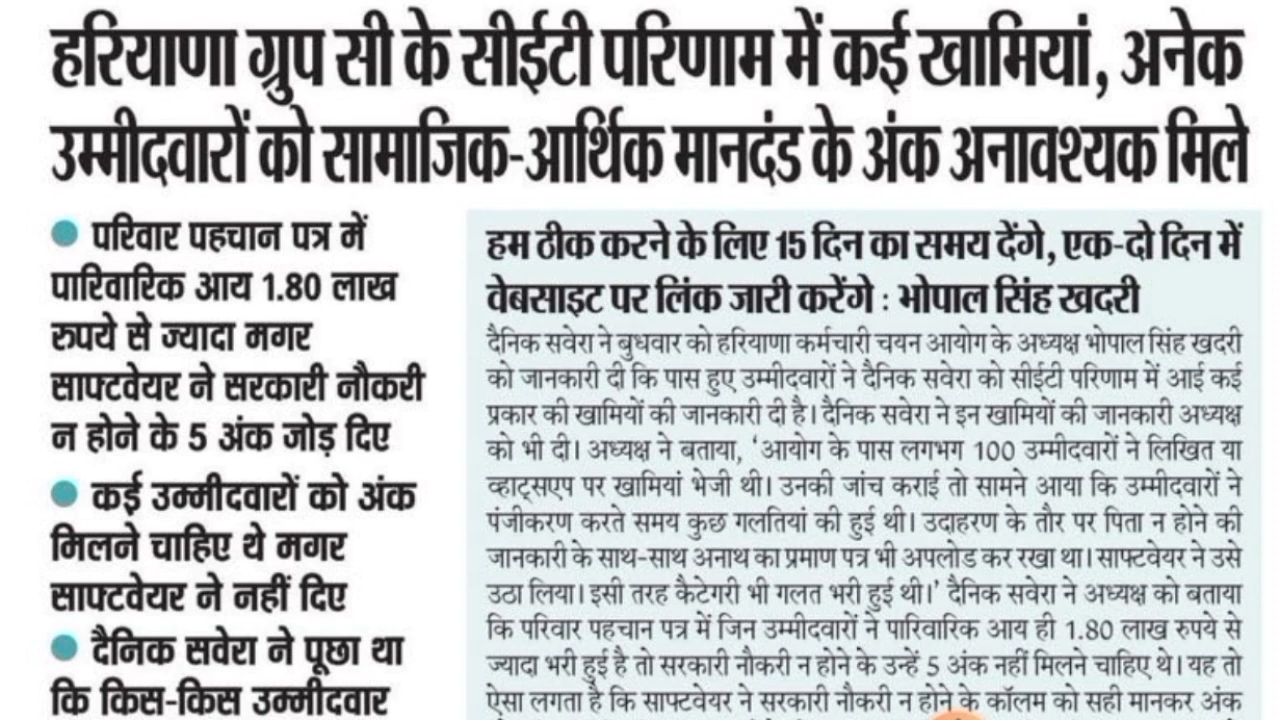 हरियाणा ग्रुप सी के सीईटी परिणाम में कई खामियां, अनेक
उम्मीदवारों को सामाजिक-आर्थिक मानदंड के अंक अनावश्यक मिले
● परिवार पहचान पत्र में
पारिवारिक आय 1.80 लाख
रुपये से ज्यादा मगर
साफ्टवेयर ने सरकारी नौकरी
न होने के 5 अंक जोड़ दिए
● कई उम्मीदवारों को अंक
मिलने चाहिए थे मगर
साफ्टवेयर ने नहीं दिए
● दैनिक सवेरा ने पूछा था
कि किस-किस उम्मीदवार
हम ठीक करने के लिए 15 दिन का समय देंगे, एक-दो दिन में
वेबसाइट पर लिंक जारी करेंगे : भोपाल सिंह खदरी
दैनिक सवेरा ने बुधवार को हरियाणा कर्मचारी चयन आयोग के अध्यक्ष भोपाल सिंह खदरी
को जानकारी दी कि पास हुए उम्मीदवारों ने दैनिक सवेरा को सीईटी परिणाम में आई कई
प्रकार की खामियों की जानकारी दी है। दैनिक सवेरा ने इन खामियों की जानकारी अध्यक्ष
को भी दी। अध्यक्ष ने बताया, ‘आयोग के पास लगभग 100 उम्मीदवारों ने लिखित या
व्हाट्सएप पर खामियां भेजी थी। उनकी जांच कराई तो सामने आया कि उम्मीदवारों ने
पंजीकरण करते समय कुछ गलतियां की हुई थी। उदाहरण के तौर पर पिता न होने की
जानकारी के साथ-साथ अनाथ का प्रमाण पत्र भी अपलोड कर रखा था। साफ्टवेयर ने उसे
उठा लिया। इसी तरह कैटेगरी भी गलत भरी हुई थी।’ दैनिक सवेरा ने अध्यक्ष को बताया
कि परिवार पहचान पत्र में जिन उम्मीदवारों ने पारिवारिक आय ही 1.80 लाख रुपये से
ज्यादा भरी हुई है तो सरकारी नौकरी न होने के उन्हें 5 अंक नहीं मिलने चाहिए थे। यह तो
ऐसा लगता है कि साफ्टवेयर ने सरकारी नौकरी न होने के कॉलम को सही मानकर अंक